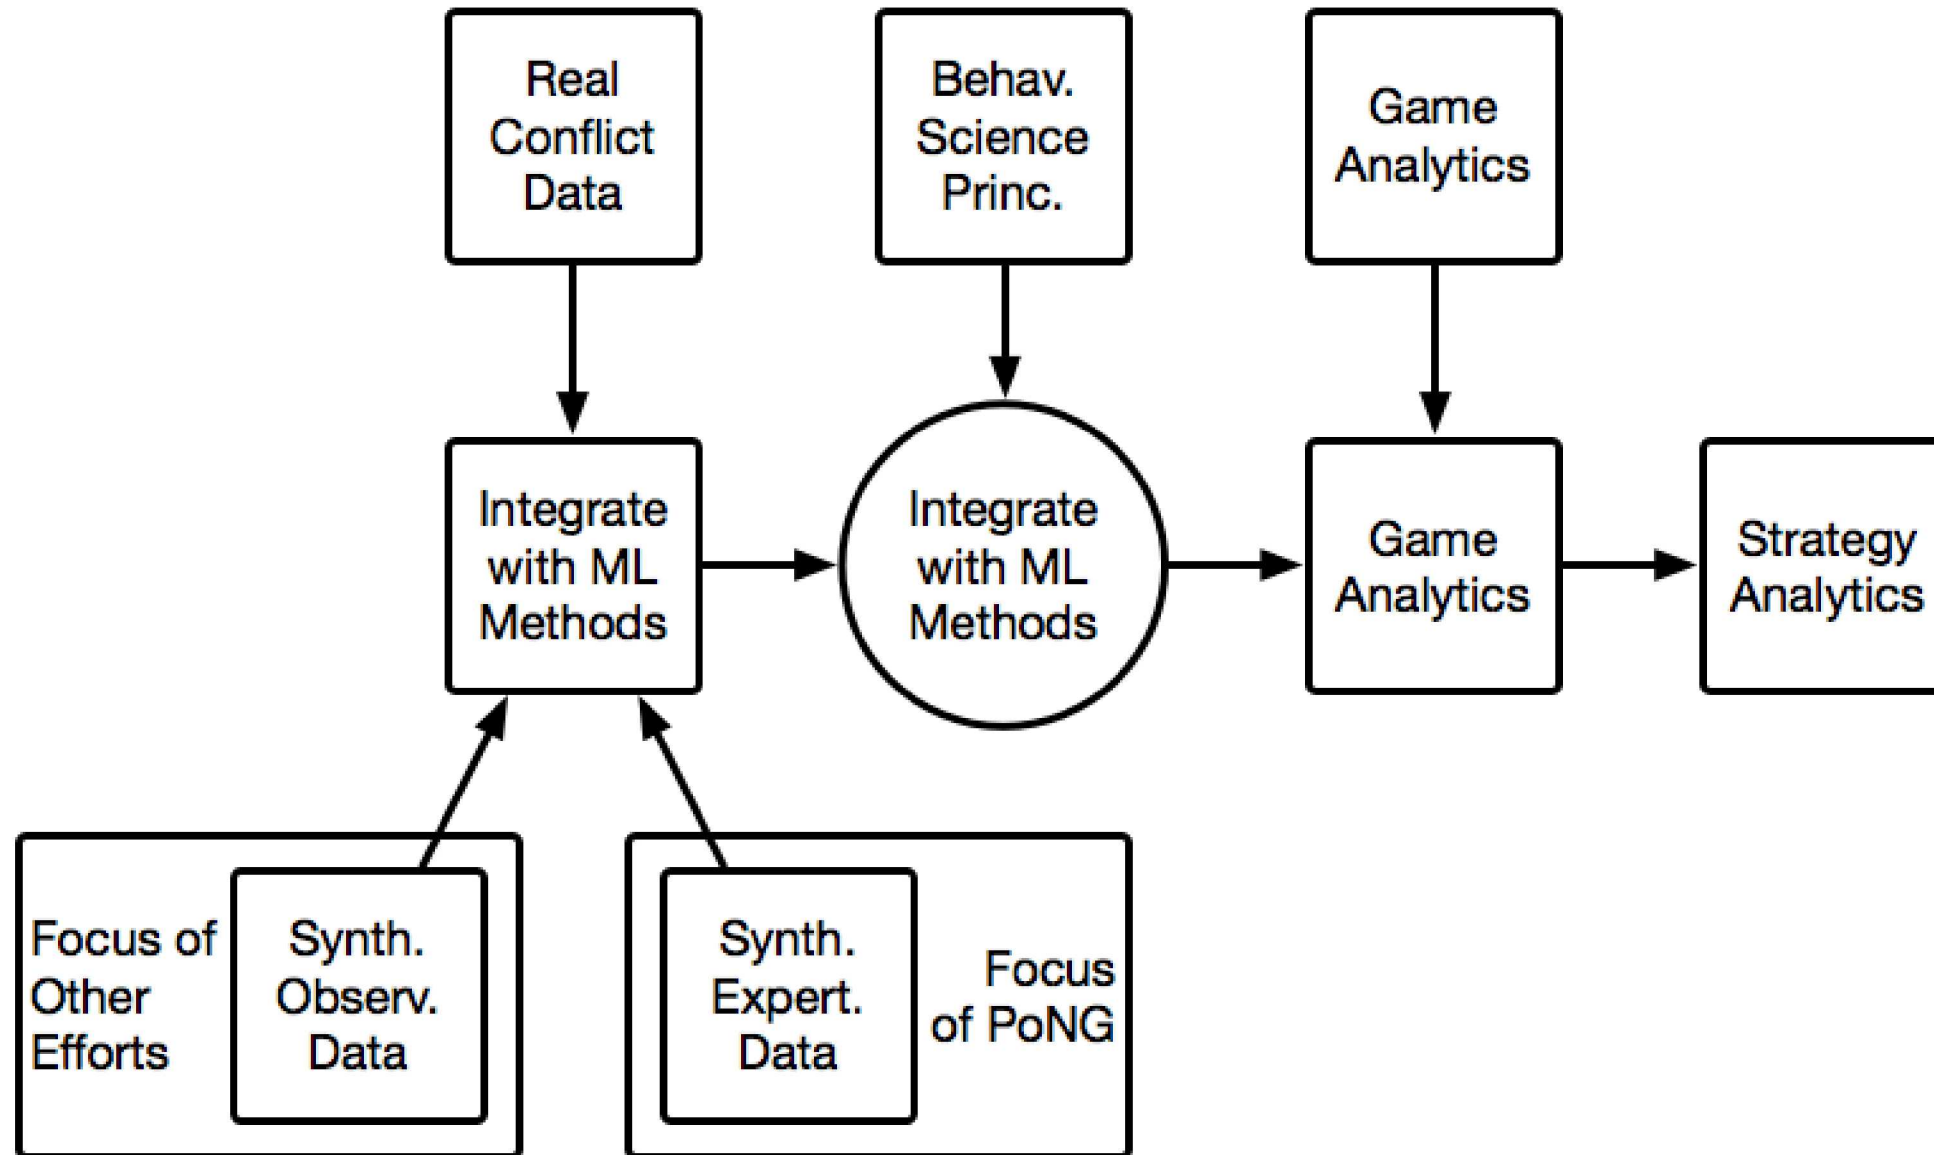 Real
Conflict
Data
Behav.
Science
Princ.
Game
Analytics
Integrate
with ML
Methods
Integrate
with ML
Methods
Game
Analytics
Strategy
Analytics
Focus of
Other
Efforts
Synth.
Observ.
Data
Synth.
Expert.
Data
Focus
of PoNG